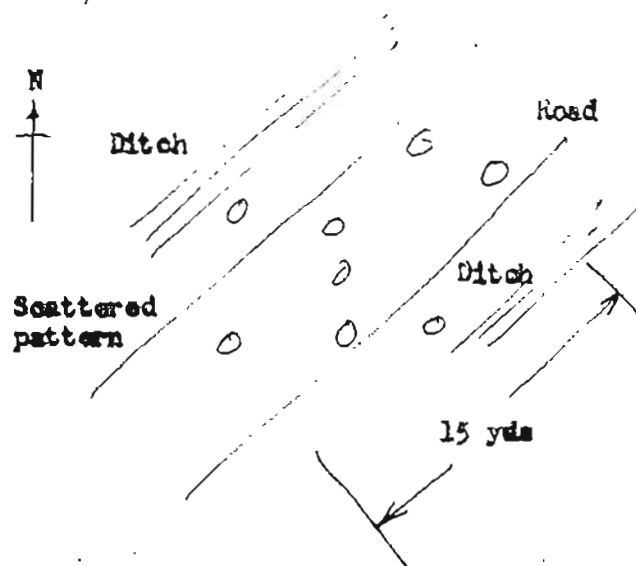 N
Road
Ditch
Ditch
Scattered
pattern
15 yds